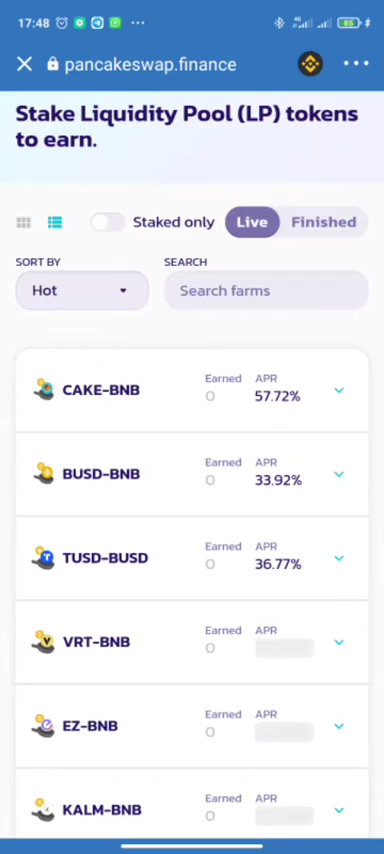 17:48
85
pancakeswap.finance
Stake Liquidity Pool (LP) tokens
to earn.
Staked only
Live
Finished
SORT BY
SEARCH
Hot
Search farms
CAKE-BNB
Earned
0
APR
57.72%
BUSD-BNB
Earned
0
APR
33.92%
TUSD-BUSD
Earned
0
APR
36.77%
VRT-BNB
Earned
0
APR
EZ-BNB
Earned
0
APR
KALM-BNB
Earned
0
APR